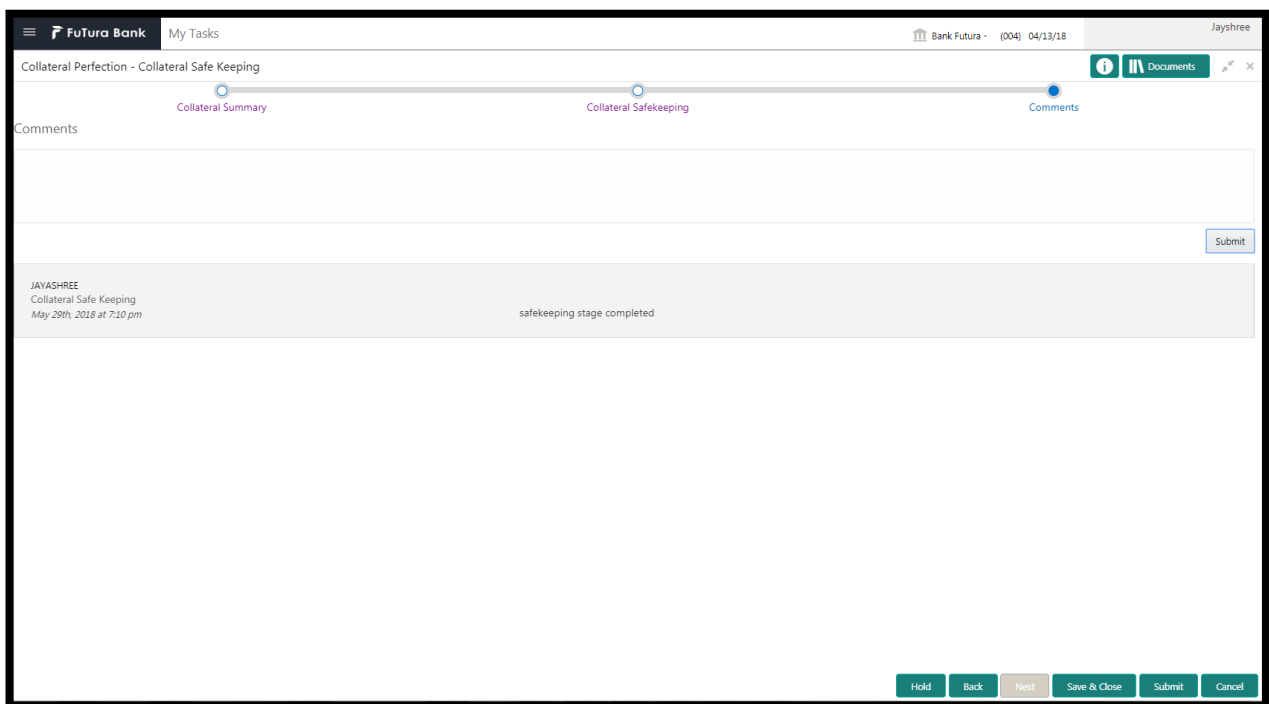 FuTura Bank My Tasks Bank Futura - (004) 04/13/18 Jayshree
Collateral Perfection - Collateral Safe Keeping i Documents
Collateral Summary Collateral Safekeeping Comments
Comments
Submit
JAYASHREE
Collateral Safe Keeping
May 29th, 2018 at 7:10 pm safekeeping stage completed
Hold Back Next Save & Close Submit Cancel